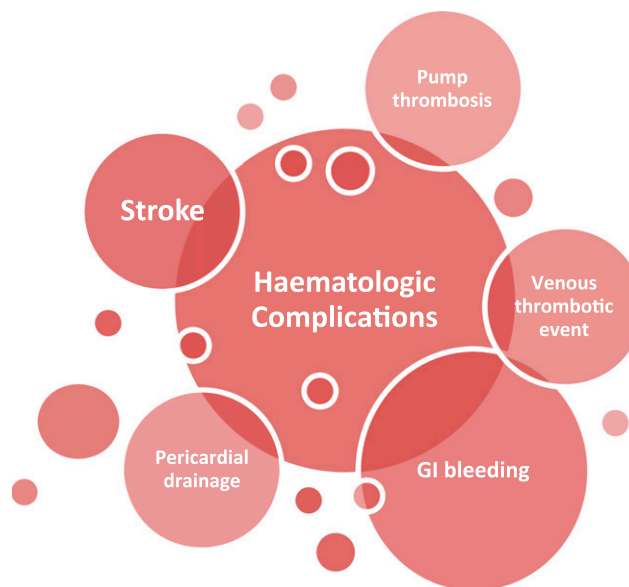 Pump
thrombosis
Stroke
Haematologic
Complications
Venous
thrombotic
event
Pericardial
drainage
GI bleeding